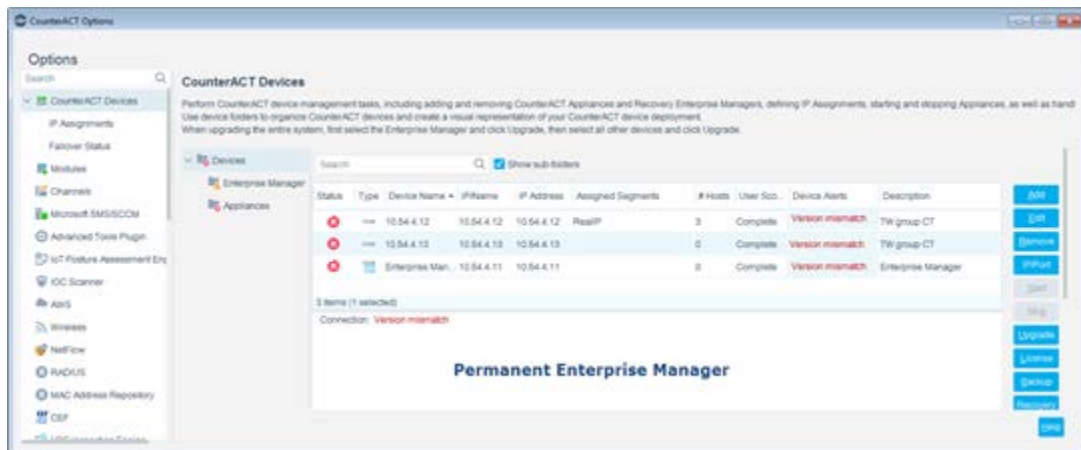 CounterACT Options
Options
Search
CounterACT Devices
IP Assignments
Failover Status
Modules
Channels
Microsoft SMS/SCCM
Advanced Tools Plugin
IoT Posture Assessment Eng
IOC Scanner
AWS
Wireless
NetFlow
RADIUS
MAC Address Repository
CEF
CounterACT Devices
Perform CounterACT device management tasks, including adding and removing CounterACT Appliances and Recovery Enterprise Managers, defining IP Assignments, starting and stopping Appliances, as well as handl
Use device folders to organize CounterACT devices and create a visual representation of your CounterACT device deployment.
When upgrading the entire system, first select the Enterprise Manager and click Upgrade, then select all other devices and click Upgrade.
Devices
Enterprise Manager
Appliances
Search
Show sub-folders
Status Type Device Name IP/Name IP Address Assigned Segments # Hosts User Sco... Device Alerts Description
10.54.4.12 10.54.4.12 10.54.4.12 RealIP 3 Complete Version mismatch TW group CT
10.54.4.13 10.54.4.13 10.54.4.13 0 Complete Version mismatch TW group CT
Enterprise Man... 10.54.4.11 10.54.4.11 0 Complete Version mismatch Enterprise Manager
3 items (1 selected)
Connection: Version mismatch
Permanent Enterprise Manager
Add
Edit
Remove
IP/Port
Start
Stop
Upgrade
License
Backup
Recovery
Help